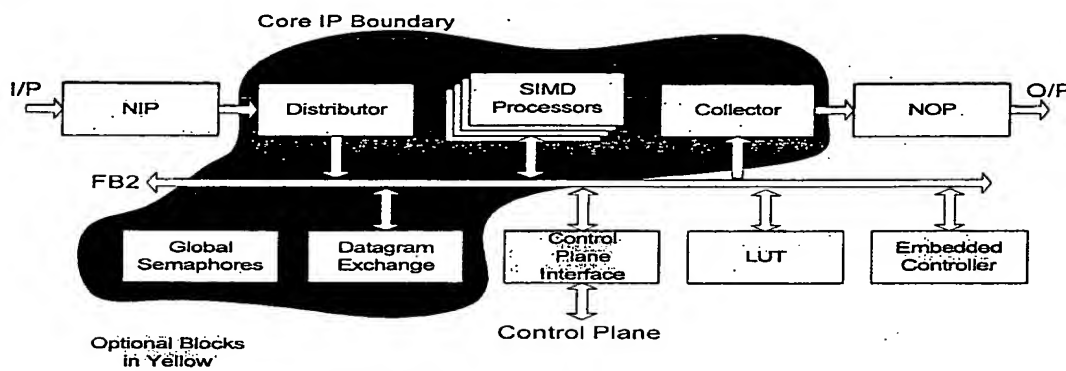 Core IP Boundary
I/P
NIP
Distributor
SIMD
Processors
Collector
NOP
O/P
FB2
Global
Semaphores
Datagram
Exchange
Control
Plane
Interface
LUT
Embedded
Controller
Control Plane
Optional Blocks
in Yellow